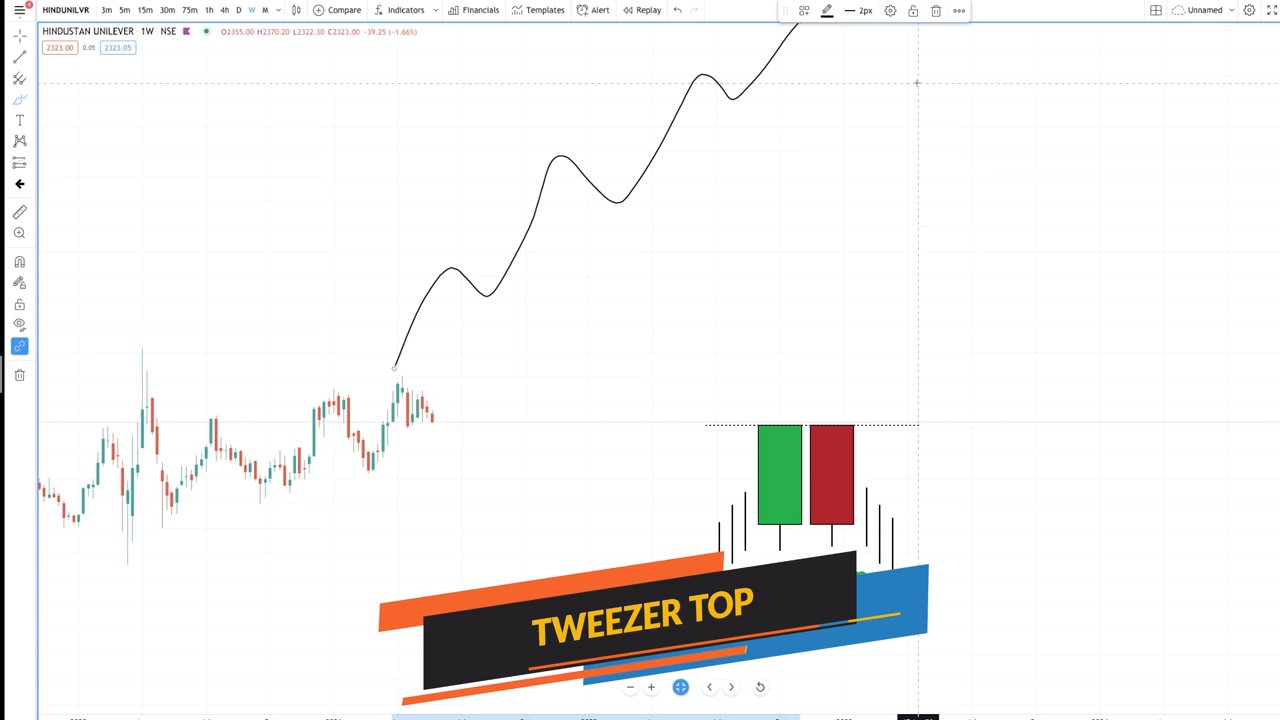 HINDUNILVR 3m 5m 15m 30m 75m 1h 4h D W M Compare Indicators Financials Templates Alert Replay 2px Unnamed
HINDUSTAN UNILEVER 1W NSE O2355.00 H2370.20 L2322.30 C2323.00 −39.25 (−1.66%)
2323.00 0.05 2323.05
TWEEZER TOP